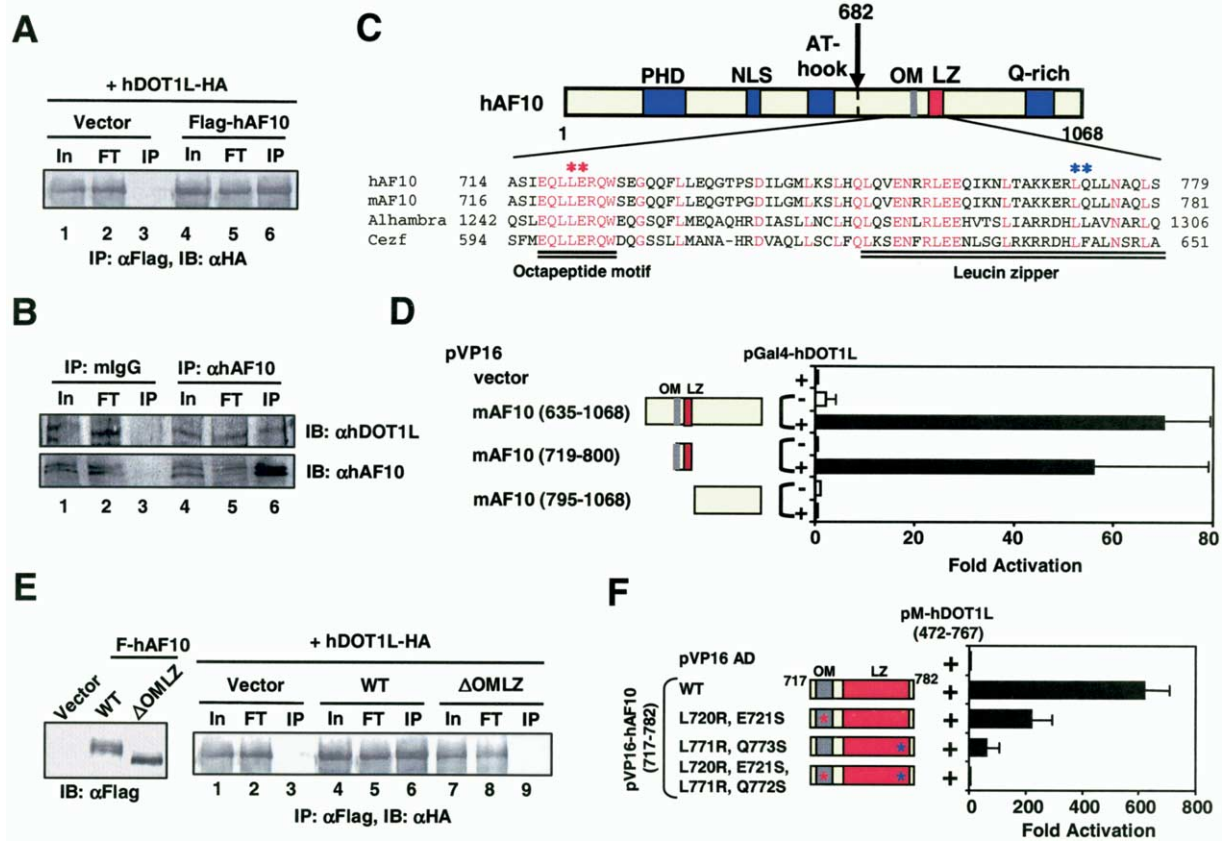 A
+ hDOT1L-HA
Vector Flag-hAF10
In FT IP In FT IP
1 2 3 4 5 6
IP: αFlag, IB: αHA
B
IP: mIgG IP: αhAF10
In FT IP In FT IP
IB: αhDOT1L
IB: αhAF10
1 2 3 4 5 6
C
682
PHD NLS AT-hook OM LZ Q-rich
hAF10
1 1068
** **
hAF10 714 ASIEQLLERQWSEGQQFLLEQGTPSDILGMLKSLHQLQVENRRLEEQIKNLTAKKERLQLLNAQLS 779
mAF10 716 ASIEQLLERQWSEGQQFLLEQGTPSDILGMLKSLHQLQVENRRLEEQIKNLTAKKERLQLLNAQLS 781
Alhambra 1242 QSLEQLLERQWEQGSQFLMEQAQHRDIASLLNCLHQLQSENLRLEEHVTSLIARRDHLLAVNARLQ 1306
Cezf 594 SFMEQLLERQWDQGSSLLMANA-HRDVAQLLSCLFQLKSENFRLEENLSGLRKRRDHLFALNSRLA 651
Octapeptide motif Leucin zipper
D
pVP16 pGal4-hDOT1L
vector +
OM LZ
mAF10 (635-1068) - +
mAF10 (719-800) - +
mAF10 (795-1068) - +
0 20 40 60 80
Fold Activation
E
F-hAF10
Vector WT ΔOMLZ
IB: αFlag
+ hDOT1L-HA
Vector WT ΔOMLZ
In FT IP In FT IP In FT IP
1 2 3 4 5 6 7 8 9
IP: αFlag, IB: αHA
F
pM-hDOT1L
(472-767)
pVP16 AD +
pVP16-hAF10
(717-782)
717 OM LZ 782
WT +
L720R, E721S * +
L771R, Q773S * +
L720R, E721S,
L771R, Q772S * * +
0 200 400 600 800
Fold Activation